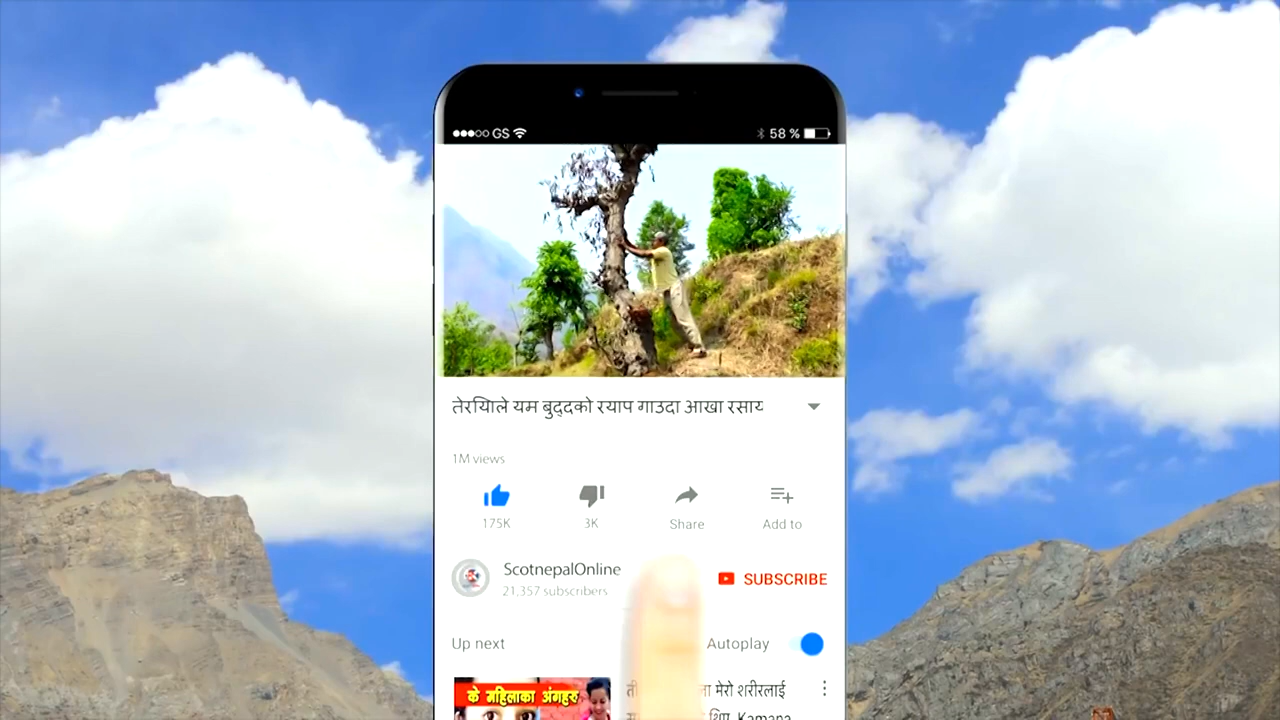 GS
58 %
तेरियाले यम बुद्दको रयाप गाउदा आखा रसाय
1M views
175K
3K
Share
Add to
ScotnepalOnline
21,357 subscribers
SUBSCRIBE
Up next
Autoplay
के महिलाका अंगहरु
मेरो शरीरलाई
Kamana